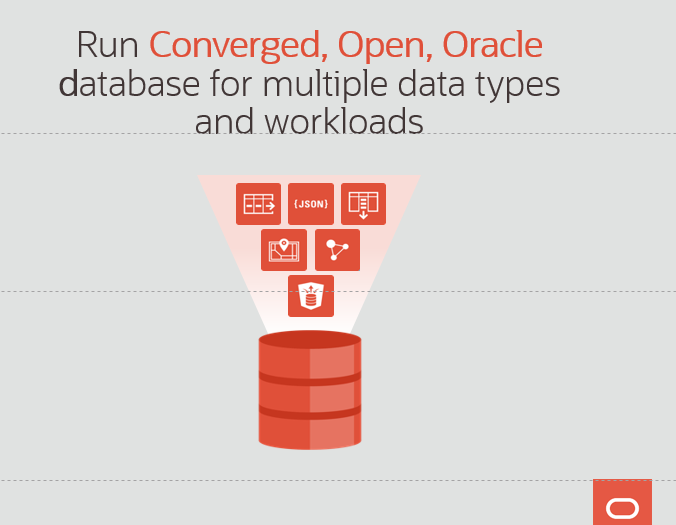 Run Converged, Open, Oracle
database for multiple data types
and workloads
{JSON}